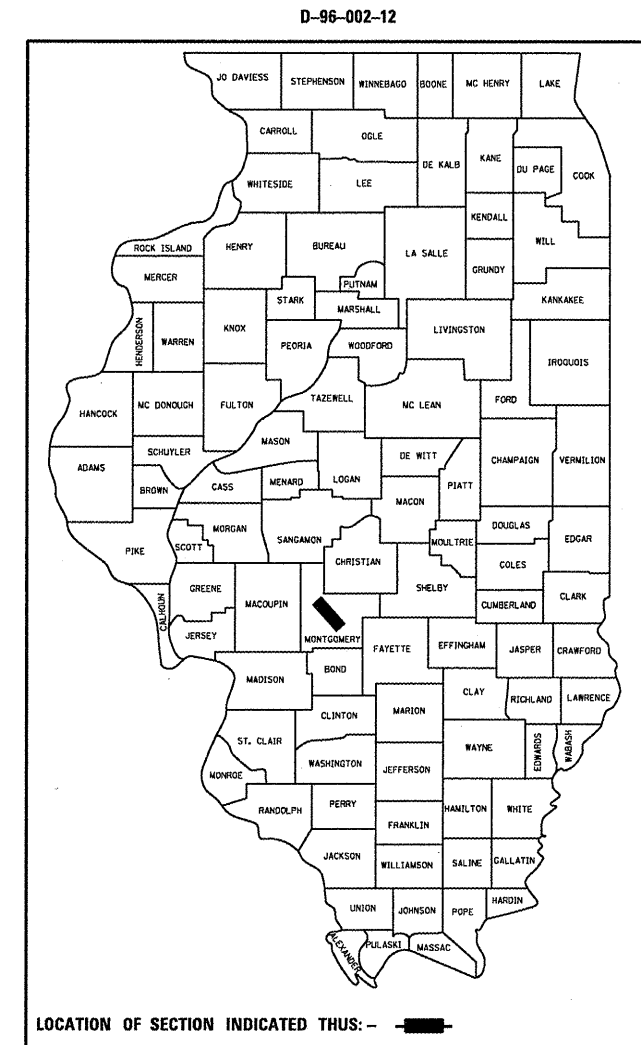 D-96-002-12
JO DAVIESS
STEPHENSON
WINNEBAGO
BOONE
MC HENRY
LAKE
CARROLL
OGLE
DE KALB
KANE
DU PAGE
COOK
WHITESIDE
LEE
KENDALL
WILL
ROCK ISLAND
HENRY
BUREAU
LA SALLE
GRUNDY
MERCER
PUTNAM
STARK
MARSHALL
KANKAKEE
HENDERSON
WARREN
KNOX
PEORIA
WOODFORD
LIVINGSTON
IROQUOIS
HANCOCK
MC DONOUGH
FULTON
TAZEWELL
MC LEAN
FORD
MASON
SCHUYLER
ADAMS
BROWN
CASS
MENARD
LOGAN
DE WITT
PIATT
CHAMPAIGN
VERMILION
MACON
MORGAN
SANGAMON
DOUGLAS
EDGAR
PIKE
SCOTT
CHRISTIAN
MOULTRIE
COLES
SHELBY
GREENE
MACOUPIN
CUMBERLAND
CLARK
CALHOUN
JERSEY
MONTGOMERY
FAYETTE
EFFINGHAM
JASPER
CRAWFORD
MADISON
BOND
CLAY
RICHLAND
LAWRENCE
CLINTON
MARION
ST. CLAIR
WAYNE
EDWARDS
WABASH
WASHINGTON
JEFFERSON
MONROE
RANDOLPH
PERRY
HAMILTON
WHITE
FRANKLIN
JACKSON
WILLIAMSON
SALINE
GALLATIN
UNION
JOHNSON
POPE
HARDIN
ALEXANDER
PULASKI
MASSAC
LOCATION OF SECTION INDICATED THUS: -